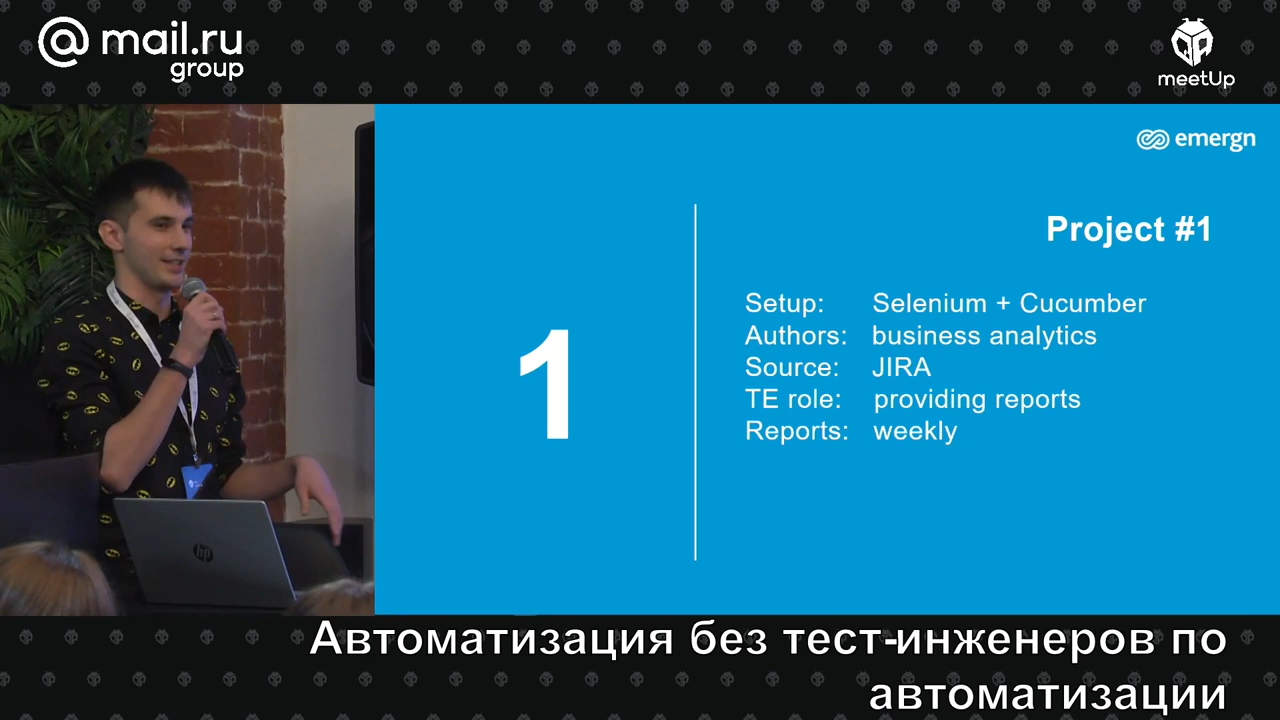 @mail.ru
group
QA
meetUp
emergn
Project #1
1
Setup: Selenium + Cucumber
Authors: business analytics
Source: JIRA
TE role: providing reports
Reports: weekly
hp
Автоматизация без тест-инженеров по
автоматизации